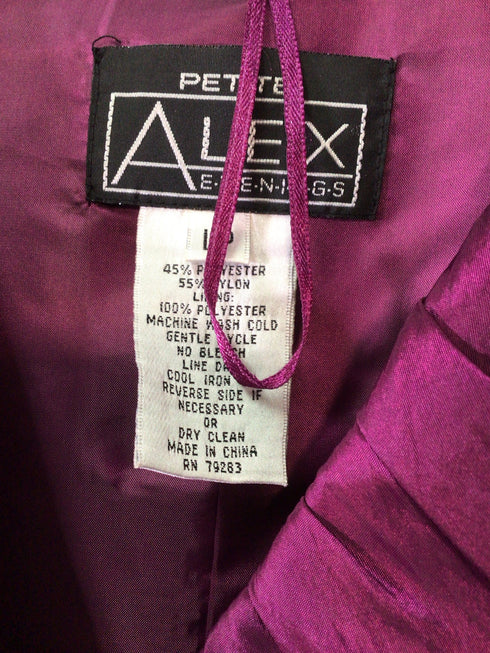 PETITE
ALEX
E·V·E·N·I·N·G·S
LP
45% POLYESTER
55% NYLON
LINING:
100% POLYESTER
MACHINE WASH COLD
GENTLE CYCLE
NO BLEACH
LINE DRY
COOL IRON ON
REVERSE SIDE IF
NECESSARY
OR
DRY CLEAN
MADE IN CHINA
RN 79283